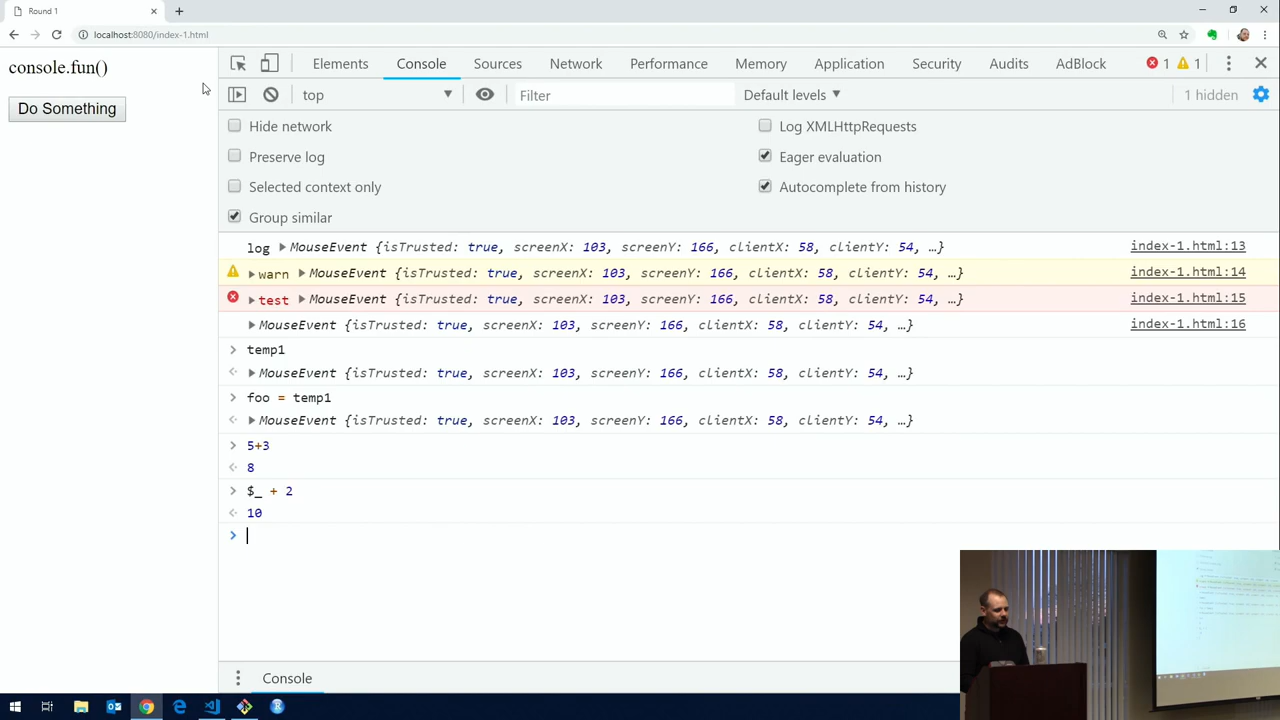 Round 1
localhost:8080/index-1.html
console.fun()
Do Something
Elements Console Sources Network Performance Memory Application Security Audits AdBlock 1 1
top Filter Default levels 1 hidden
Hide network Log XMLHttpRequests
Preserve log Eager evaluation
Selected context only Autocomplete from history
Group similar
log MouseEvent {isTrusted: true, screenX: 103, screenY: 166, clientX: 58, clientY: 54, …} index-1.html:13
warn MouseEvent {isTrusted: true, screenX: 103, screenY: 166, clientX: 58, clientY: 54, …} index-1.html:14
test MouseEvent {isTrusted: true, screenX: 103, screenY: 166, clientX: 58, clientY: 54, …} index-1.html:15
MouseEvent {isTrusted: true, screenX: 103, screenY: 166, clientX: 58, clientY: 54, …} index-1.html:16
temp1
MouseEvent {isTrusted: true, screenX: 103, screenY: 166, clientX: 58, clientY: 54, …}
foo = temp1
MouseEvent {isTrusted: true, screenX: 103, screenY: 166, clientX: 58, clientY: 54, …}
5+3
8
$_ + 2
10
Console